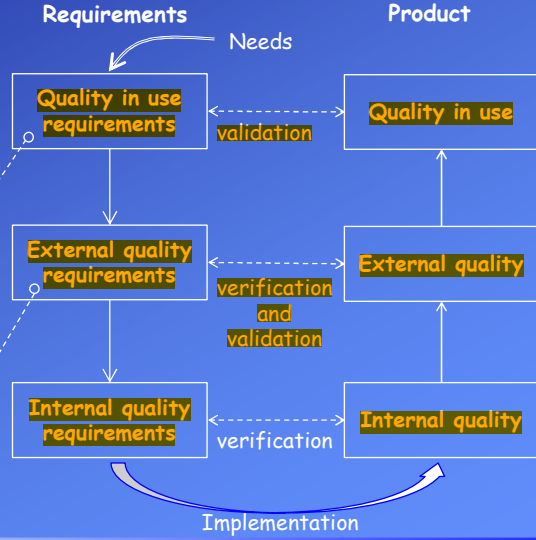 Requirements
Product
Needs
Quality in use
requirements
validation
Quality in use
External quality
requirements
verification
and
validation
External quality
Internal quality
requirements
verification
Internal quality
Implementation